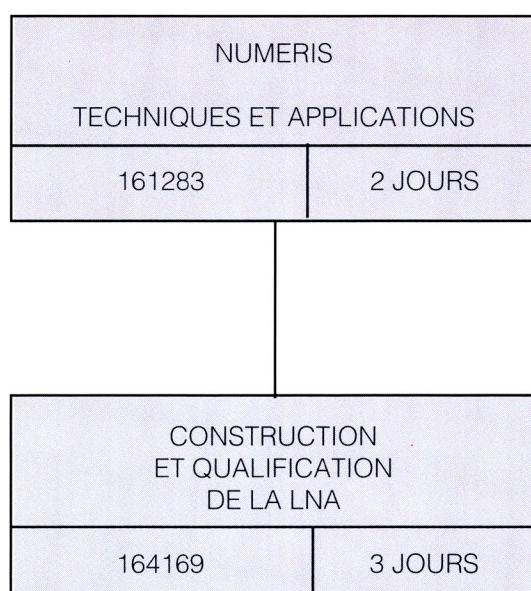 NUMERIS
TECHNIQUES ET APPLICATIONS
161283 2 JOURS
CONSTRUCTION
ET QUALIFICATION
DE LA LNA
164169 3 JOURS